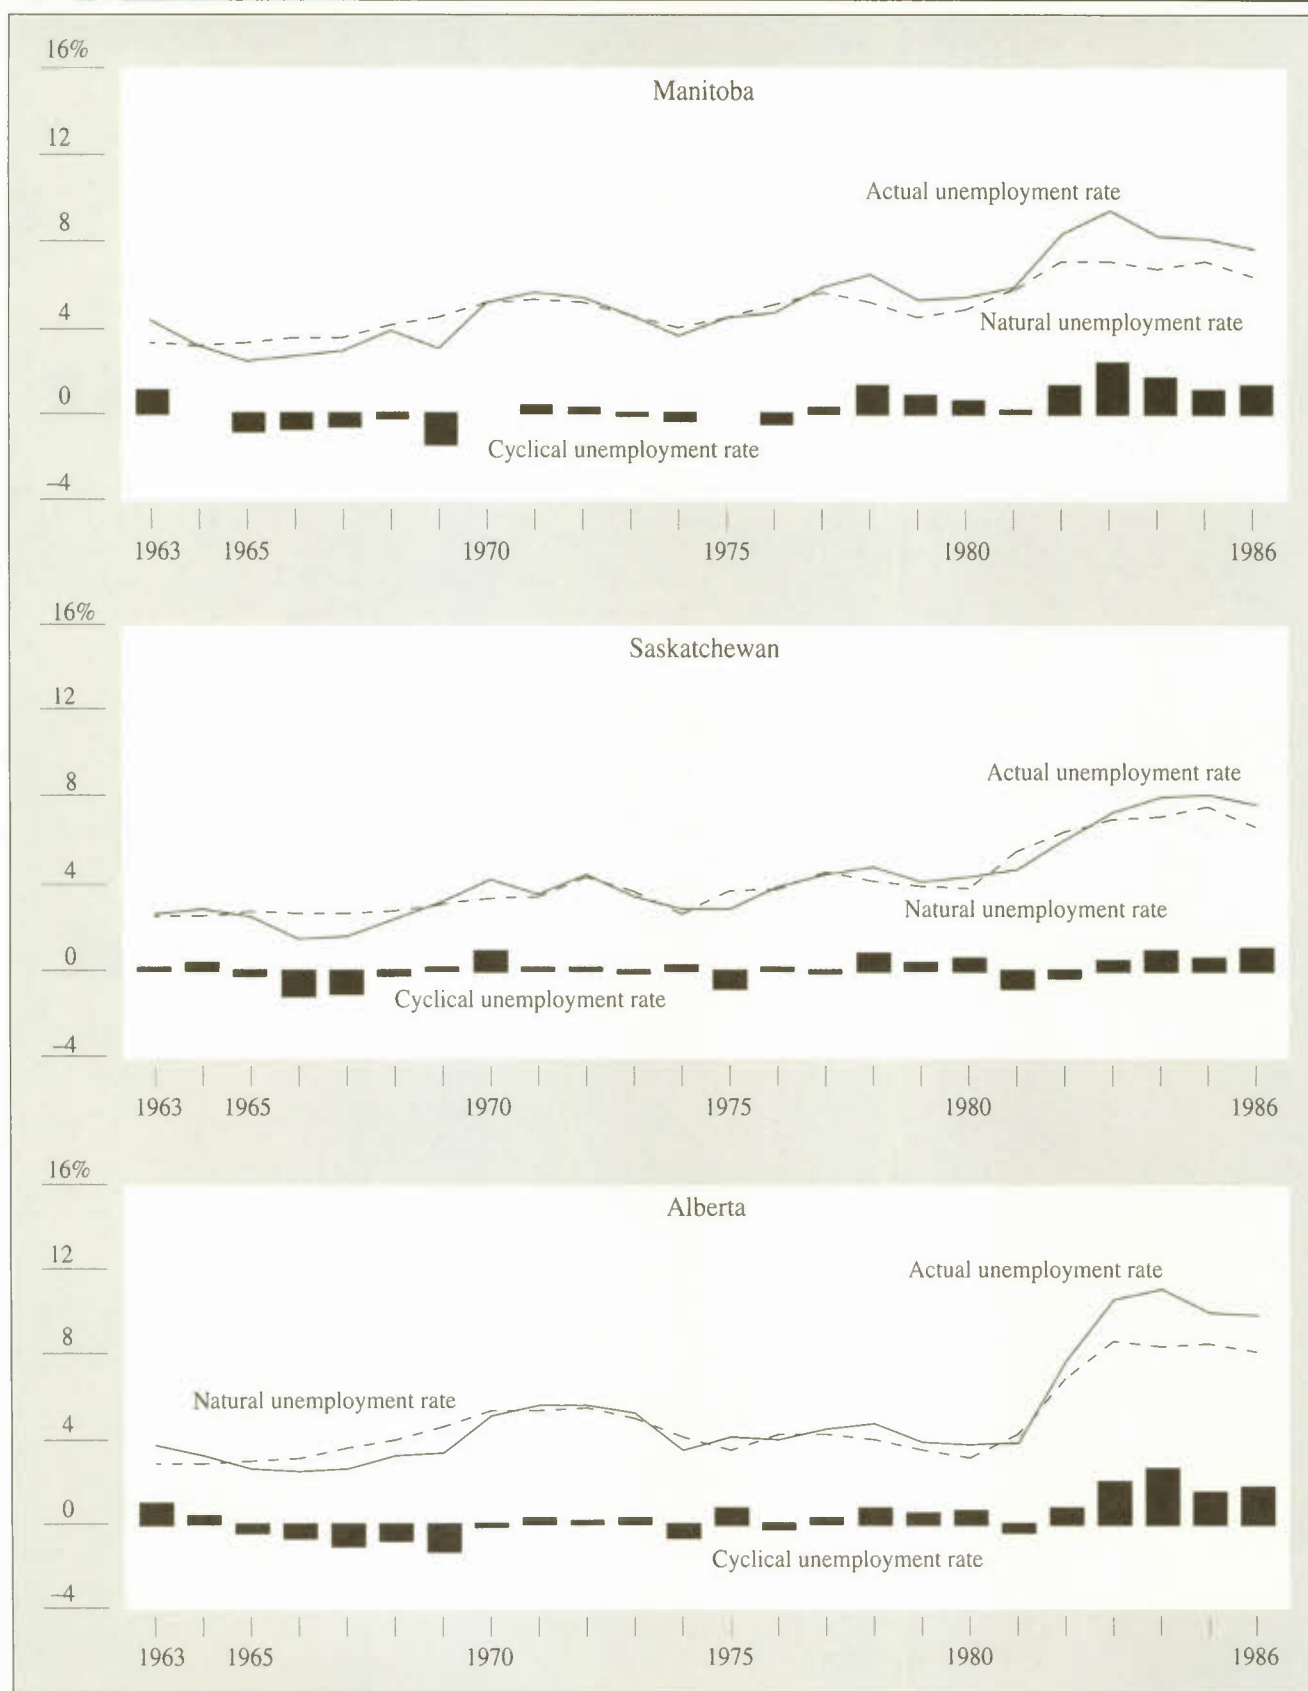 16%
Manitoba
12
Actual unemployment rate
8
4
Natural unemployment rate
0
Cyclical unemployment rate
–4
1963 1965 1970 1975 1980 1986
16%
Saskatchewan
12
Actual unemployment rate
8
4
Natural unemployment rate
0
Cyclical unemployment rate
–4
1963 1965 1970 1975 1980 1986
16%
Alberta
12
Actual unemployment rate
8
Natural unemployment rate
4
0
Cyclical unemployment rate
–4
1963 1965 1970 1975 1980 1986